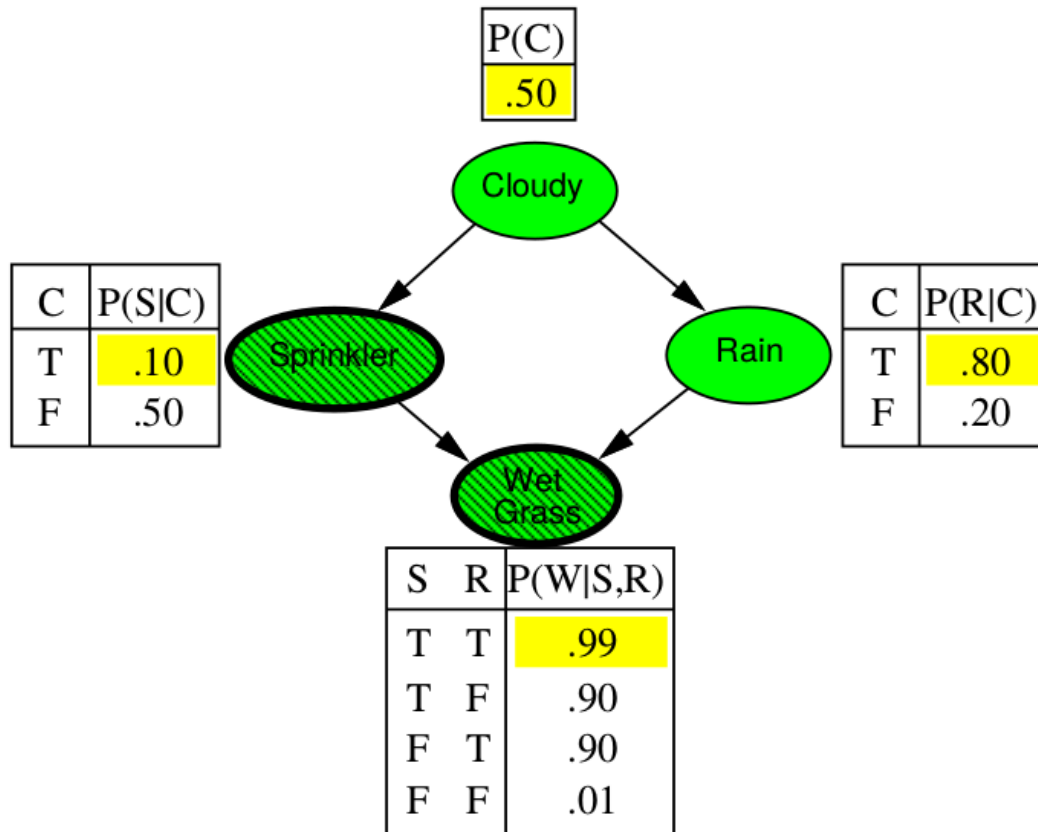 P(C)
.50
Cloudy
C P(S|C)
T .10
F .50
Sprinkler
Rain
C P(R|C)
T .80
F .20
Wet
Grass
S R P(W|S,R)
T T .99
T F .90
F T .90
F F .01